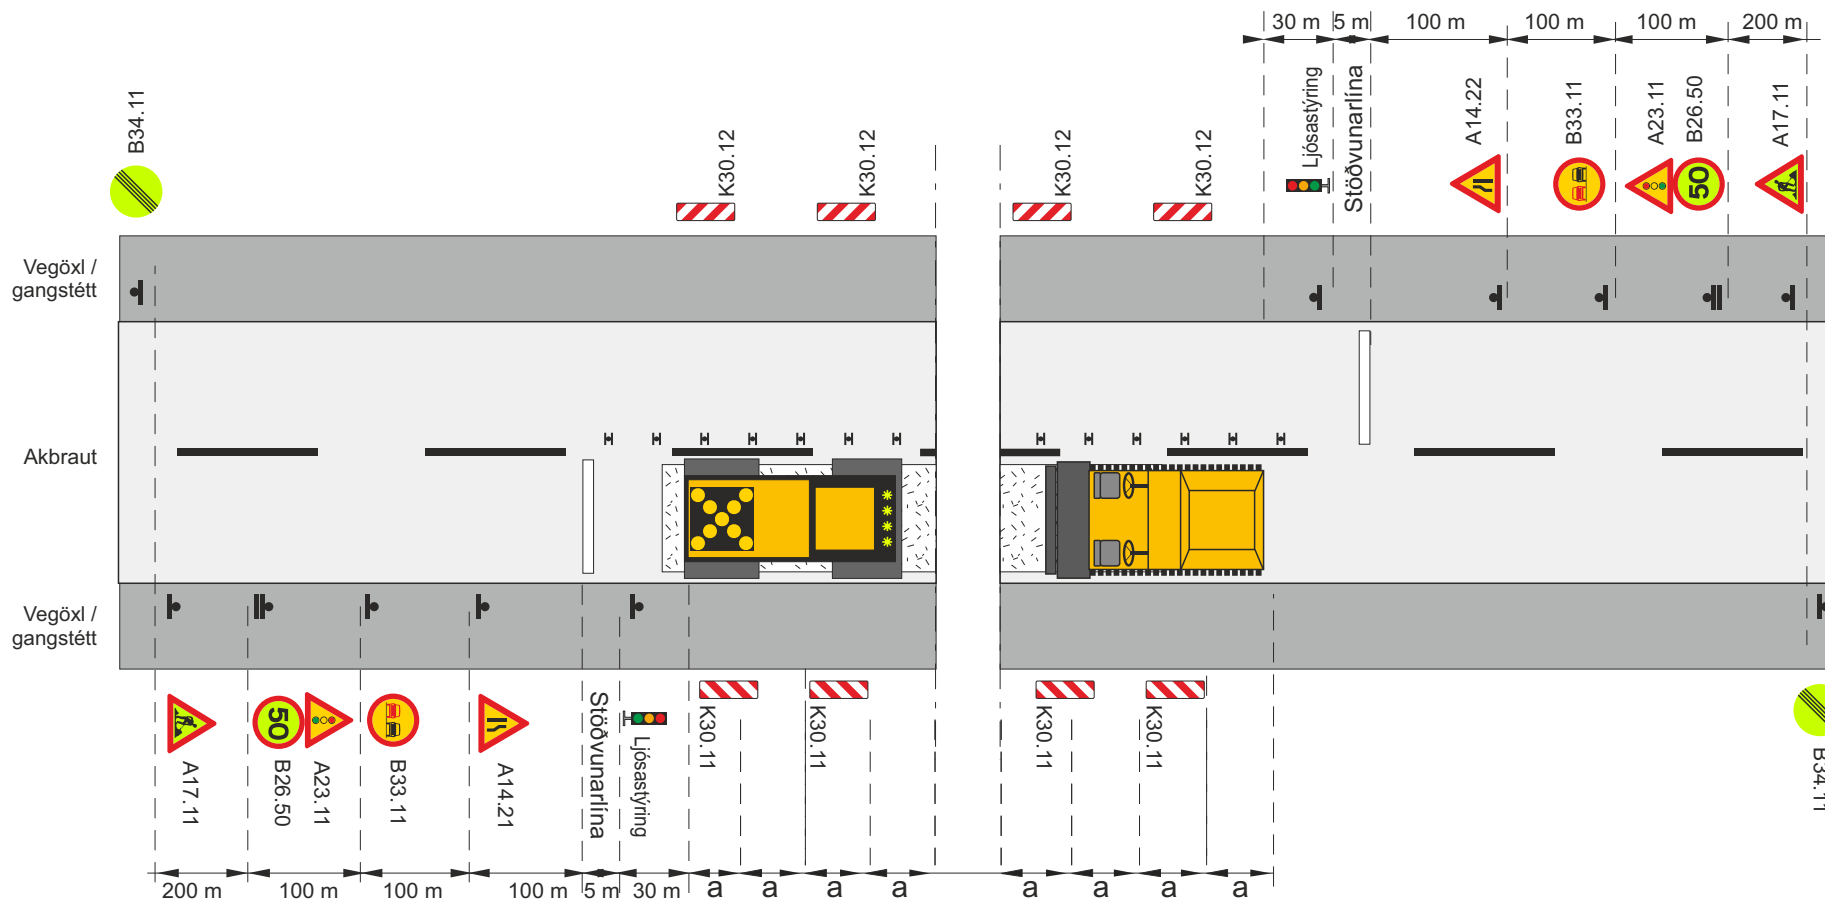 30 m
5 m
100 m
100 m
100 m
200 m
B34.11
K30.12
K30.12
K30.12
K30.12
Ljósastýring
Stöðvunarlína
A14.22
B33.11
A23.11
B26.50
A17.11
50
Vegöxl /
gangstétt
Akbraut
Vegöxl /
gangstétt
50
A17.11
B26.50
A23.11
B33.11
A14.21
Stöðvunarlína
Ljósastýring
K30.11
K30.11
K30.11
K30.11
B34.11
200 m
100 m
100 m
100 m
5 m
30 m
a
a
a
a
a
a
a
a